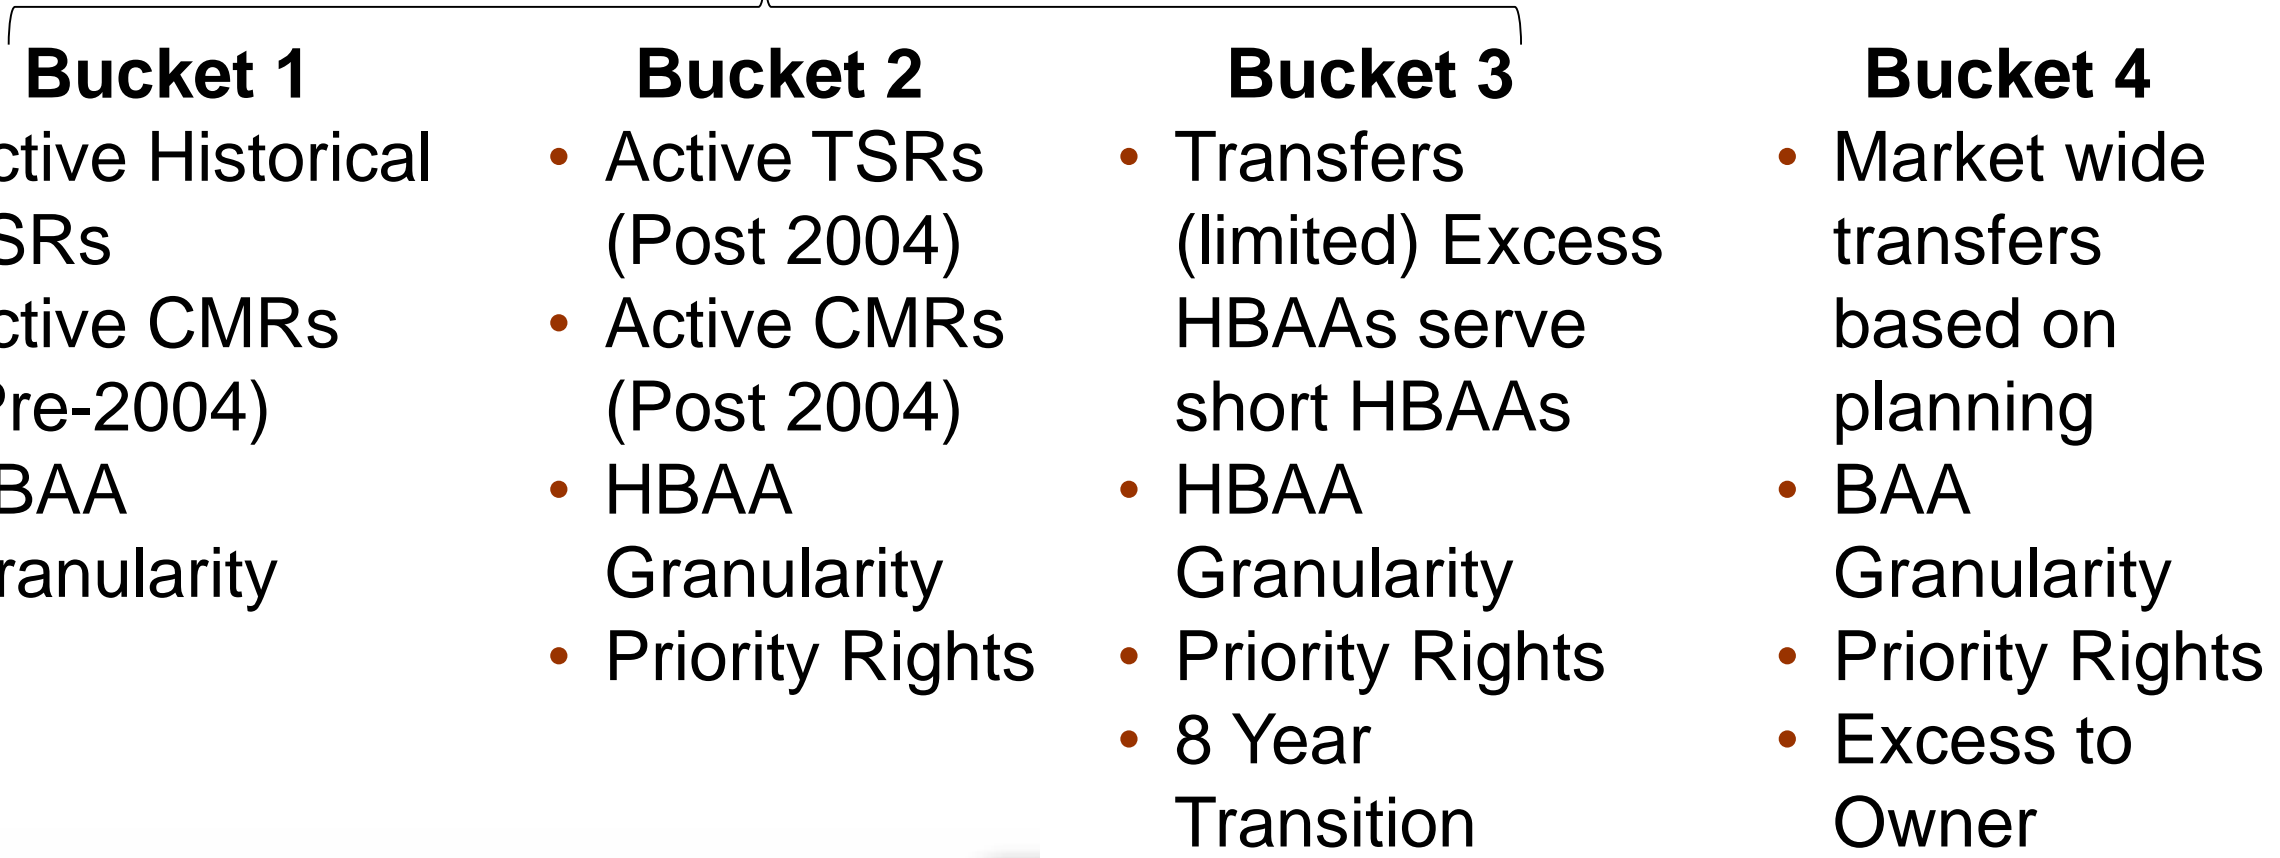 Bucket 1
ctive Historical
SRs
ctive CMRs
Pre-2004)
BAA
ranularity
Bucket 2
• Active TSRs
(Post 2004)
• Active CMRs
(Post 2004)
• HBAA
Granularity
• Priority Rights
Bucket 3
• Transfers
(limited) Excess
HBAAs serve
short HBAAs
• HBAA
Granularity
• Priority Rights
• 8 Year
Transition
Bucket 4
• Market wide
transfers
based on
planning
• BAA
Granularity
• Priority Rights
• Excess to
Owner